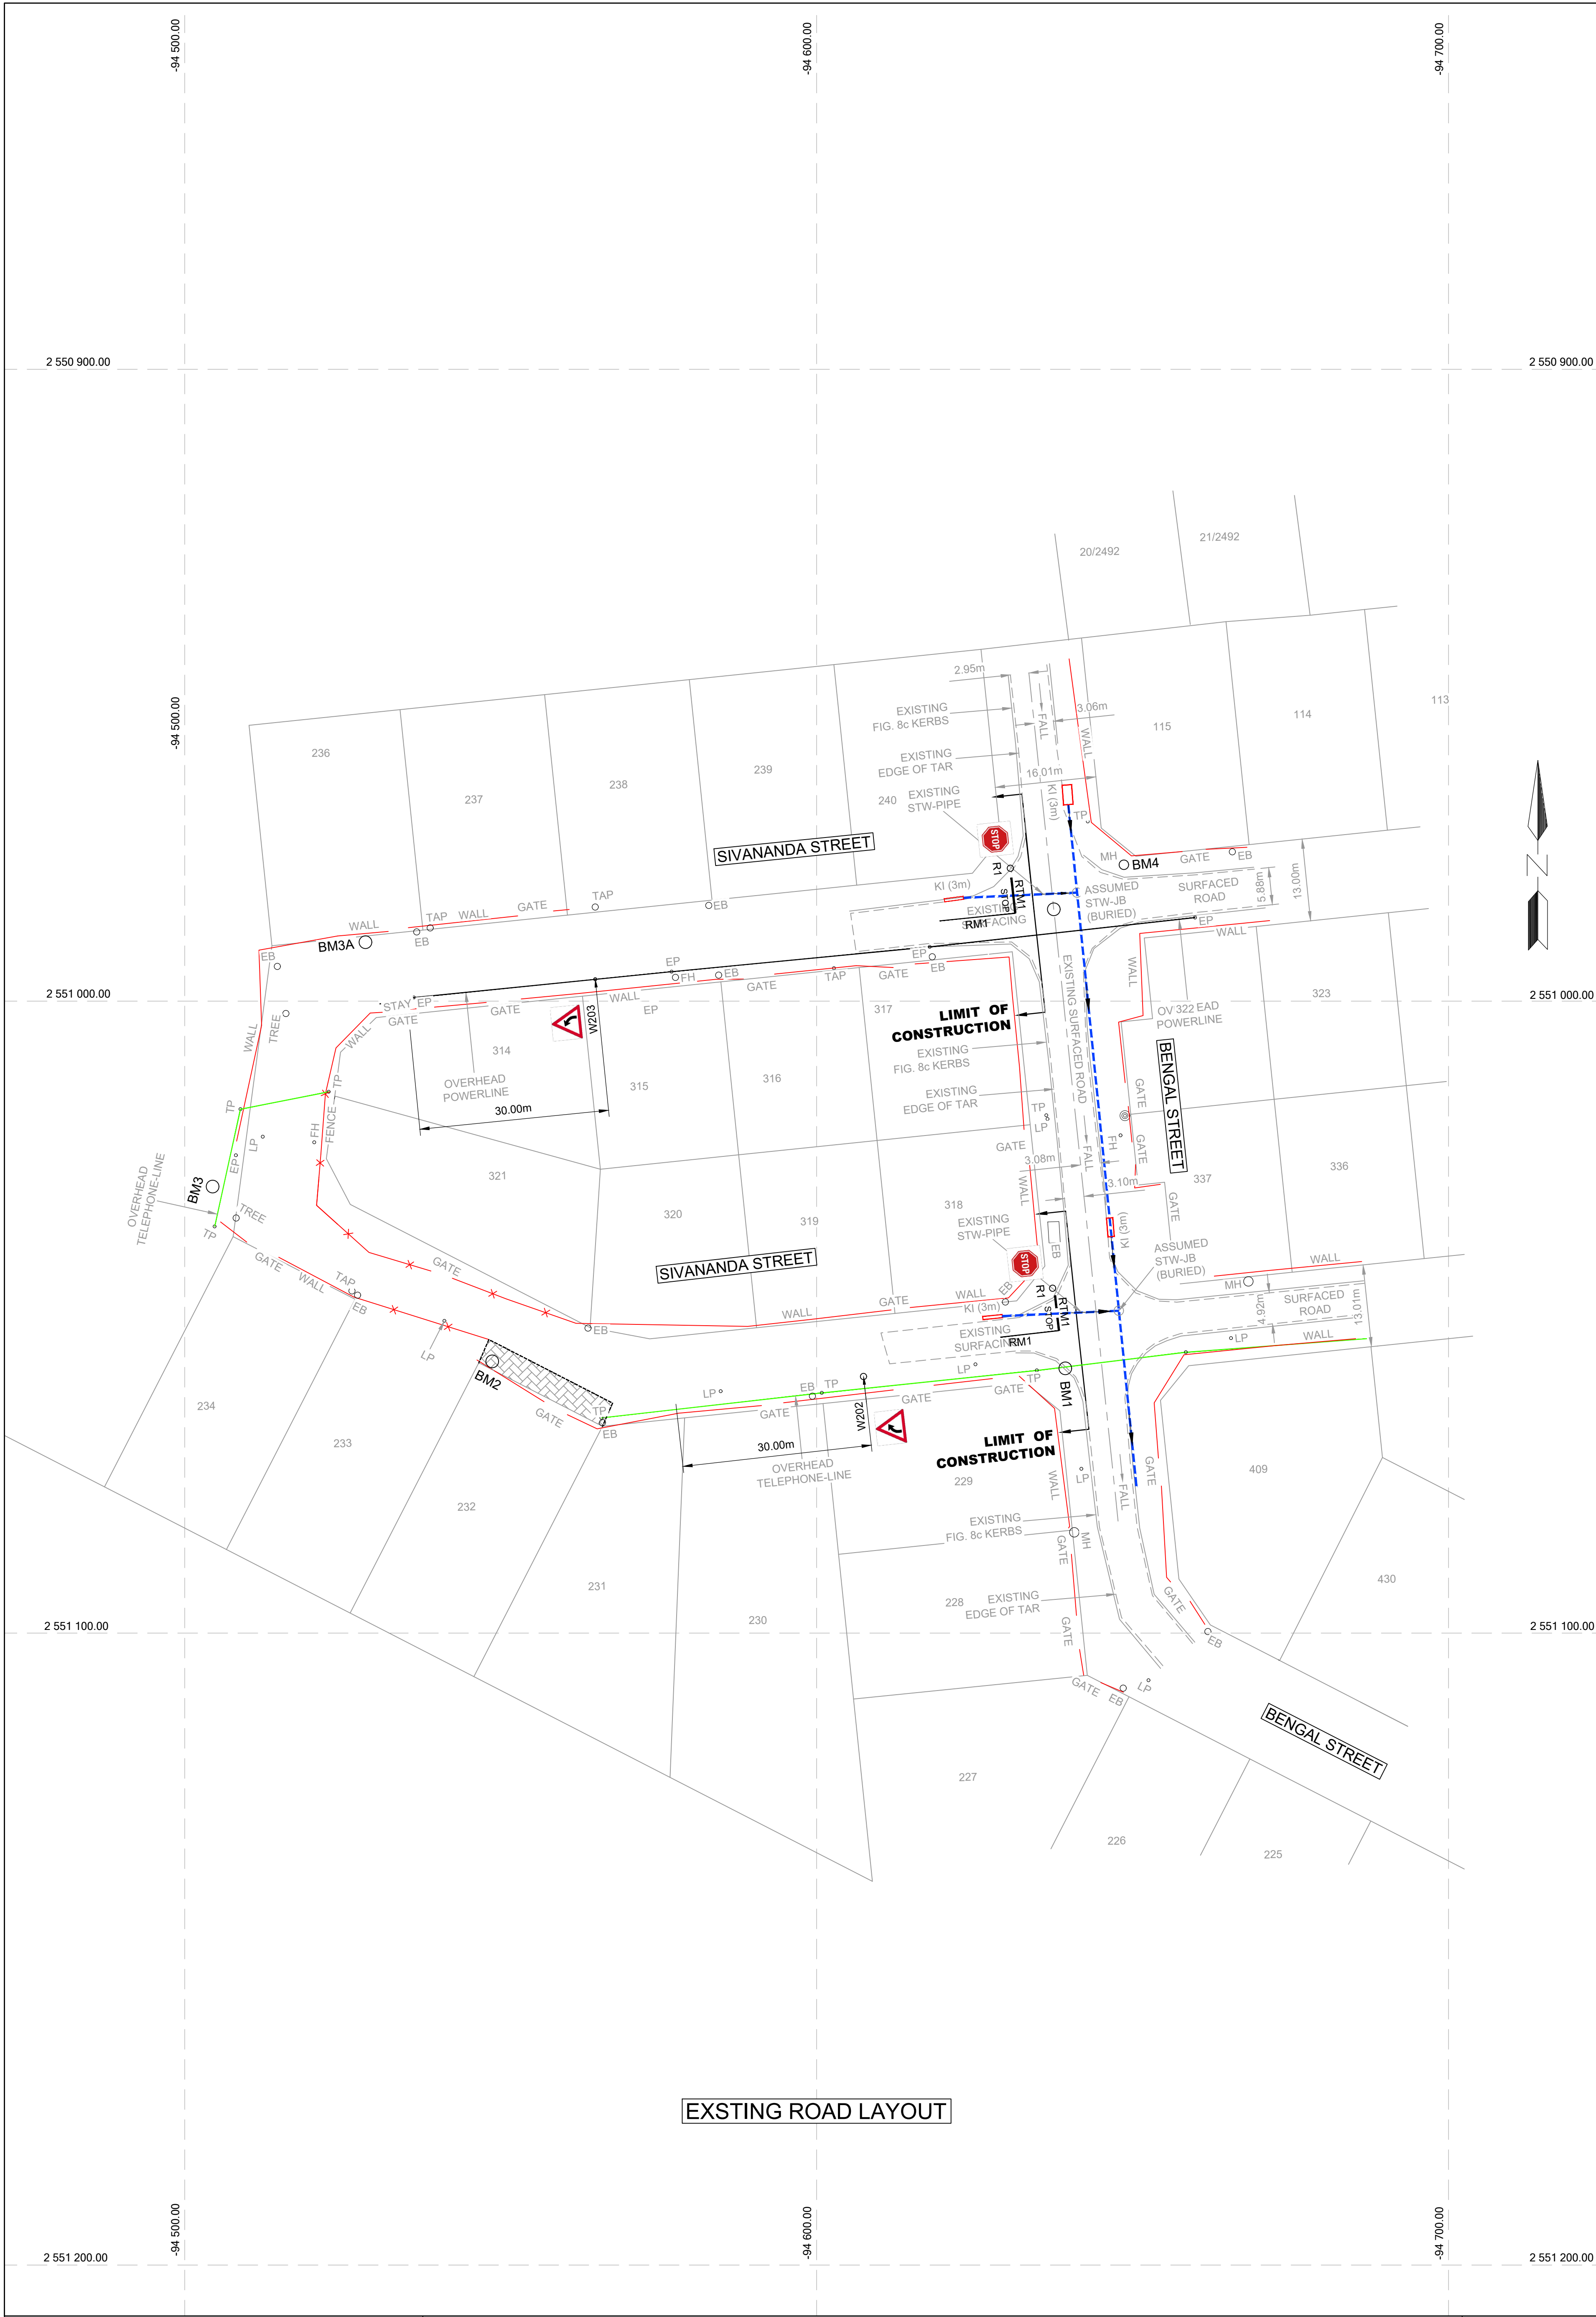 -94 500.00
-94 600.00
-94 700.00
2 550 900.00
2 550 900.00
20/2492
21/2492
2.95m
EXISTING
FIG. 8c KERBS
FALL
3.06m
WALL
115
114
113
-94 500.00
236
237
238
239
240
EXISTING
EDGE OF TAR
16.01m
EXISTING
STW-PIPE
KI (3m)
TP
STOP
SIVANANDA STREET
MH
BM4
GATE
EB
R1
KI (3m)
RTM1
STOP
ASSUMED
STW-JB
(BURIED)
SURFACED
ROAD
5.88m
13.00m
EXISTING
SURFACING
RM1
EP
WALL
WALL
BM3A
TAP
WALL
GATE
TAP
EB
EB
EB
EP
FH
EB
GATE
TAP
GATE
EP
EB
WALL
TREE
STAY
EP
GATE
GATE
WALL
EP
WALL
W203
314
315
316
317
OVERHEAD
POWERLINE
30.00m
LIMIT OF
CONSTRUCTION
EXISTING
FIG. 8c KERBS
EXISTING
EDGE OF TAR
EXISTING SURFACED ROAD
WALL
OV 322 EAD
POWERLINE
323
2 551 000.00
2 551 000.00
BENGAL STREET
TP
TP
FENCE
FH
LP
EP
BM3
OVERHEAD
TELEPHONE-LINE
TREE
TP
321
320
319
318
TP
LP
GATE
WALL
3.08m
FALL
FH
GATE
GATE
3.10m
337
336
GATE
N
EXISTING
STW-PIPE
EB
KI (3m)
ASSUMED
STW-JB
(BURIED)
SIVANANDA STREET
STOP
GATE
WALL
TAP
EB
GATE
EB
LP
WALL
GATE
WALL
EB
KI (3m)
R1
RTM1
STOP
EXISTING
SURFACING
RM1
MH
WALL
4.92m
SURFACED
ROAD
13.01m
LP
WALL
BM2
GATE
TP
EB
LP
EB
TP
LP
TP
BM1
GATE
GATE
GATE
W202
30.00m
OVERHEAD
TELEPHONE-LINE
LIMIT OF
CONSTRUCTION
WALL
LP
234
233
232
231
230
229
228
EXISTING
FIG. 8c KERBS
MH
GATE
FALL
GATE
409
430
EXISTING
EDGE OF TAR
GATE
GATE
EB
GATE
EB
LP
2 551 100.00
2 551 100.00
BENGAL STREET
227
226
225
EXSTING ROAD LAYOUT
-94 500.00
-94 600.00
-94 700.00
2 551 200.00
2 551 200.00